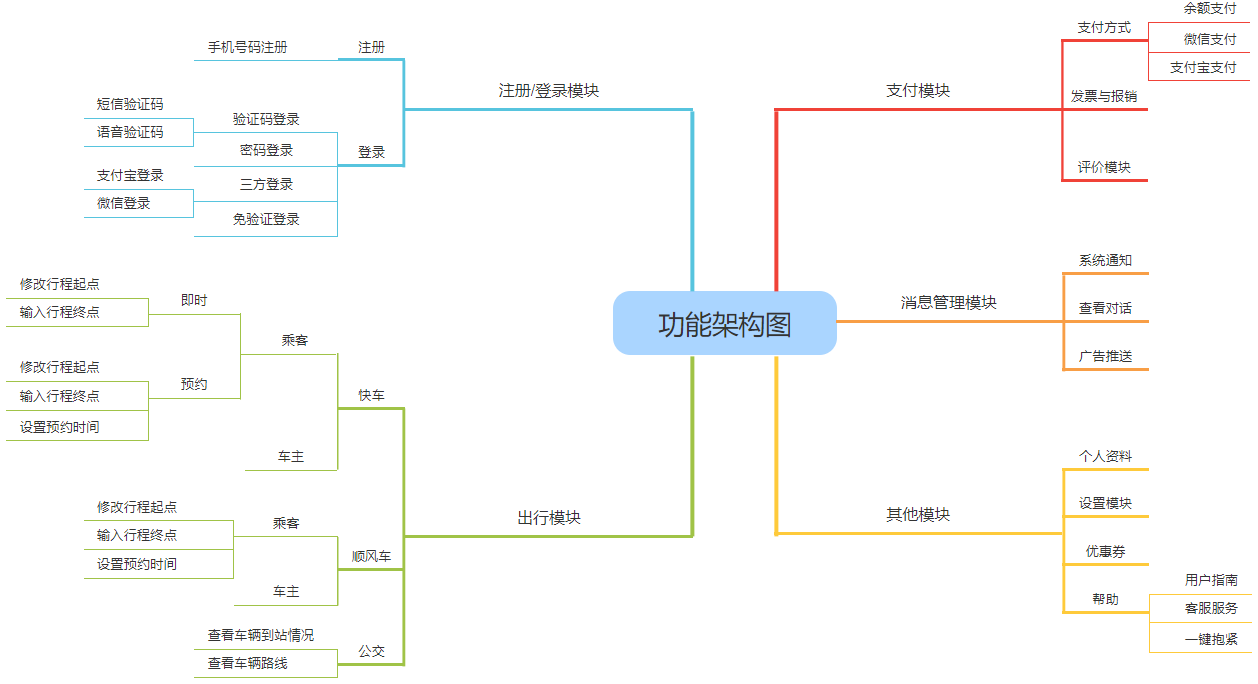 功能架构图
注册/登录模块
注册
手机号码注册
登录
验证码登录
短信验证码
语音验证码
密码登录
三方登录
支付宝登录
微信登录
免验证登录
出行模块
快车
乘客
即时
修改行程起点
输入行程终点
预约
修改行程起点
输入行程终点
设置预约时间
车主
顺风车
乘客
修改行程起点
输入行程终点
设置预约时间
车主
公交
查看车辆到站情况
查看车辆路线
支付模块
支付方式
余额支付
微信支付
支付宝支付
发票与报销
评价模块
消息管理模块
系统通知
查看对话
广告推送
其他模块
个人资料
设置模块
优惠券
帮助
用户指南
客服服务
一键抱紧